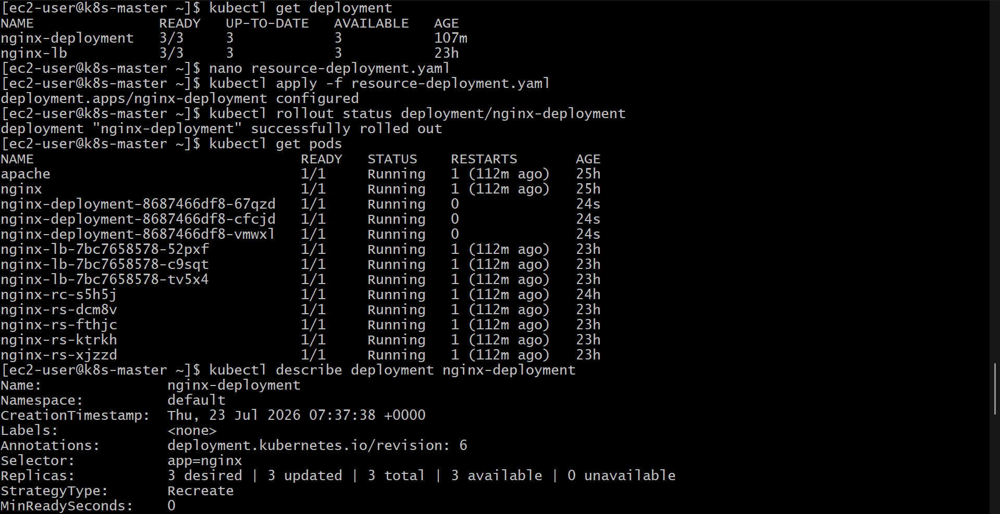 [ec2-user@k8s-master ~]$ kubectl get deployment
NAME               READY   UP-TO-DATE   AVAILABLE   AGE
nginx-deployment   3/3     3            3           107m
nginx-lb           3/3     3            3           23h
[ec2-user@k8s-master ~]$ nano resource-deployment.yaml
[ec2-user@k8s-master ~]$ kubectl apply -f resource-deployment.yaml
deployment.apps/nginx-deployment configured
[ec2-user@k8s-master ~]$ kubectl rollout status deployment/nginx-deployment
deployment "nginx-deployment" successfully rolled out
[ec2-user@k8s-master ~]$ kubectl get pods
NAME                                READY   STATUS    RESTARTS       AGE
apache                              1/1     Running   1 (112m ago)   25h
nginx                               1/1     Running   1 (112m ago)   25h
nginx-deployment-8687466df8-67qzd   1/1     Running   0              24s
nginx-deployment-8687466df8-cfcjd   1/1     Running   0              24s
nginx-deployment-8687466df8-vmwxl   1/1     Running   0              24s
nginx-lb-7bc7658578-52pxf           1/1     Running   1 (112m ago)   23h
nginx-lb-7bc7658578-c9sqt           1/1     Running   1 (112m ago)   23h
nginx-lb-7bc7658578-tv5x4           1/1     Running   1 (112m ago)   23h
nginx-rc-s5h5j                      1/1     Running   1 (112m ago)   24h
nginx-rs-dcm8v                      1/1     Running   1 (112m ago)   23h
nginx-rs-fthjc                      1/1     Running   1 (112m ago)   23h
nginx-rs-ktrkh                      1/1     Running   1 (112m ago)   23h
nginx-rs-xjzzd                      1/1     Running   1 (112m ago)   23h
[ec2-user@k8s-master ~]$ kubectl describe deployment nginx-deployment
Name:               nginx-deployment
Namespace:          default
CreationTimestamp:  Thu, 23 Jul 2026 07:37:38 +0000
Labels:             <none>
Annotations:        deployment.kubernetes.io/revision: 6
Selector:           app=nginx
Replicas:           3 desired | 3 updated | 3 total | 3 available | 0 unavailable
StrategyType:       Recreate
MinReadySeconds:    0